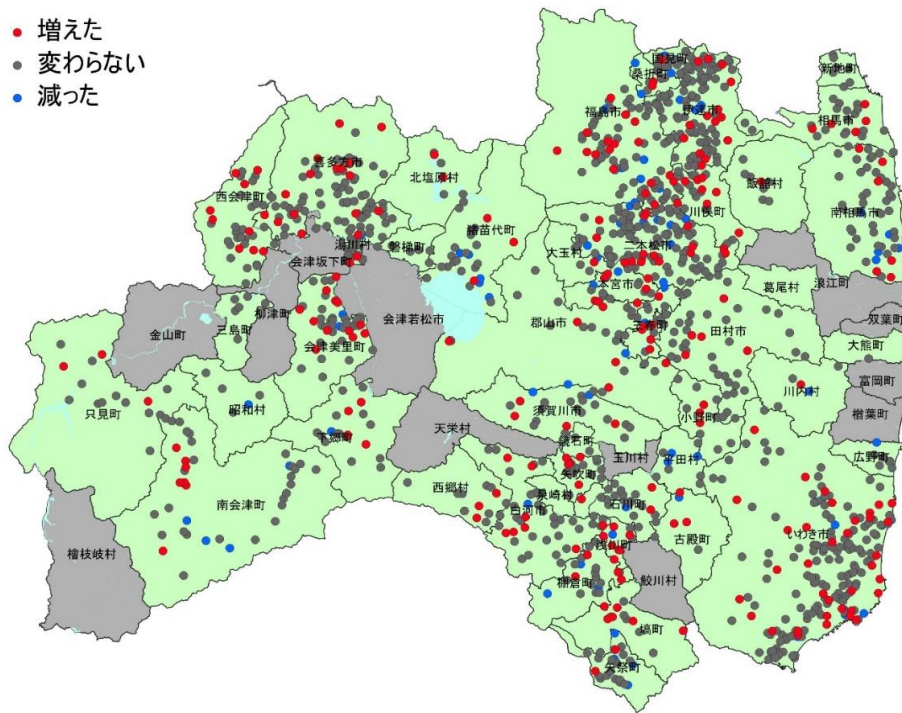 増えた
変わらない
減った
国見町
桑折町
新地町
福島市
伊達市
相馬市
喜多方市
北塩原村
西会津町
飯舘村
川俣町
南相馬市
猪苗代町
湯川村
磐梯町
大玉村
二本松市
会津坂下町
本宮市
葛尾村
浪江町
金山町
三島町
柳津町
会津若松市
郡山市
三春町
田村市
双葉町
会津美里町
大熊町
只見町
昭和村
川内村
富岡町
須賀川市
小野町
楢葉町
下郷町
天栄村
鏡石町
玉川村
平田村
広野町
矢吹町
西郷村
泉崎村
南会津町
白河市
石川町
古殿町
いわき市
浅川町
檜枝岐村
棚倉町
鮫川村
塙町
矢祭町